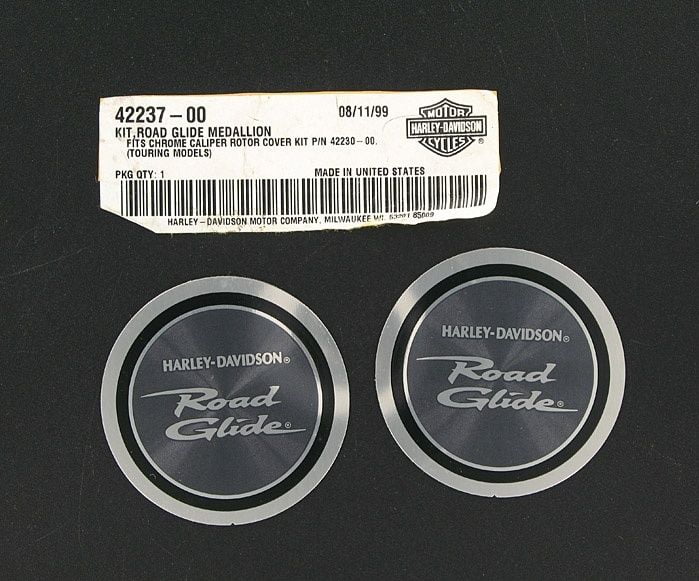 42237-00
08/11/99
KIT,ROAD GLIDE MEDALLION
FITS CHROME CALIPER ROTOR COVER KIT P/N 42230-00.
(TOURING MODELS)
PKG QTY: 1
MADE IN UNITED STATES
HARLEY-DAVIDSON MOTOR COMPANY, MILWAUKEE WI.
MOTOR
HARLEY-DAVIDSON
CYCLES
®
HARLEY-DAVIDSON®
Road
Glide®
HARLEY-DAVIDSON®
Road
Glide®